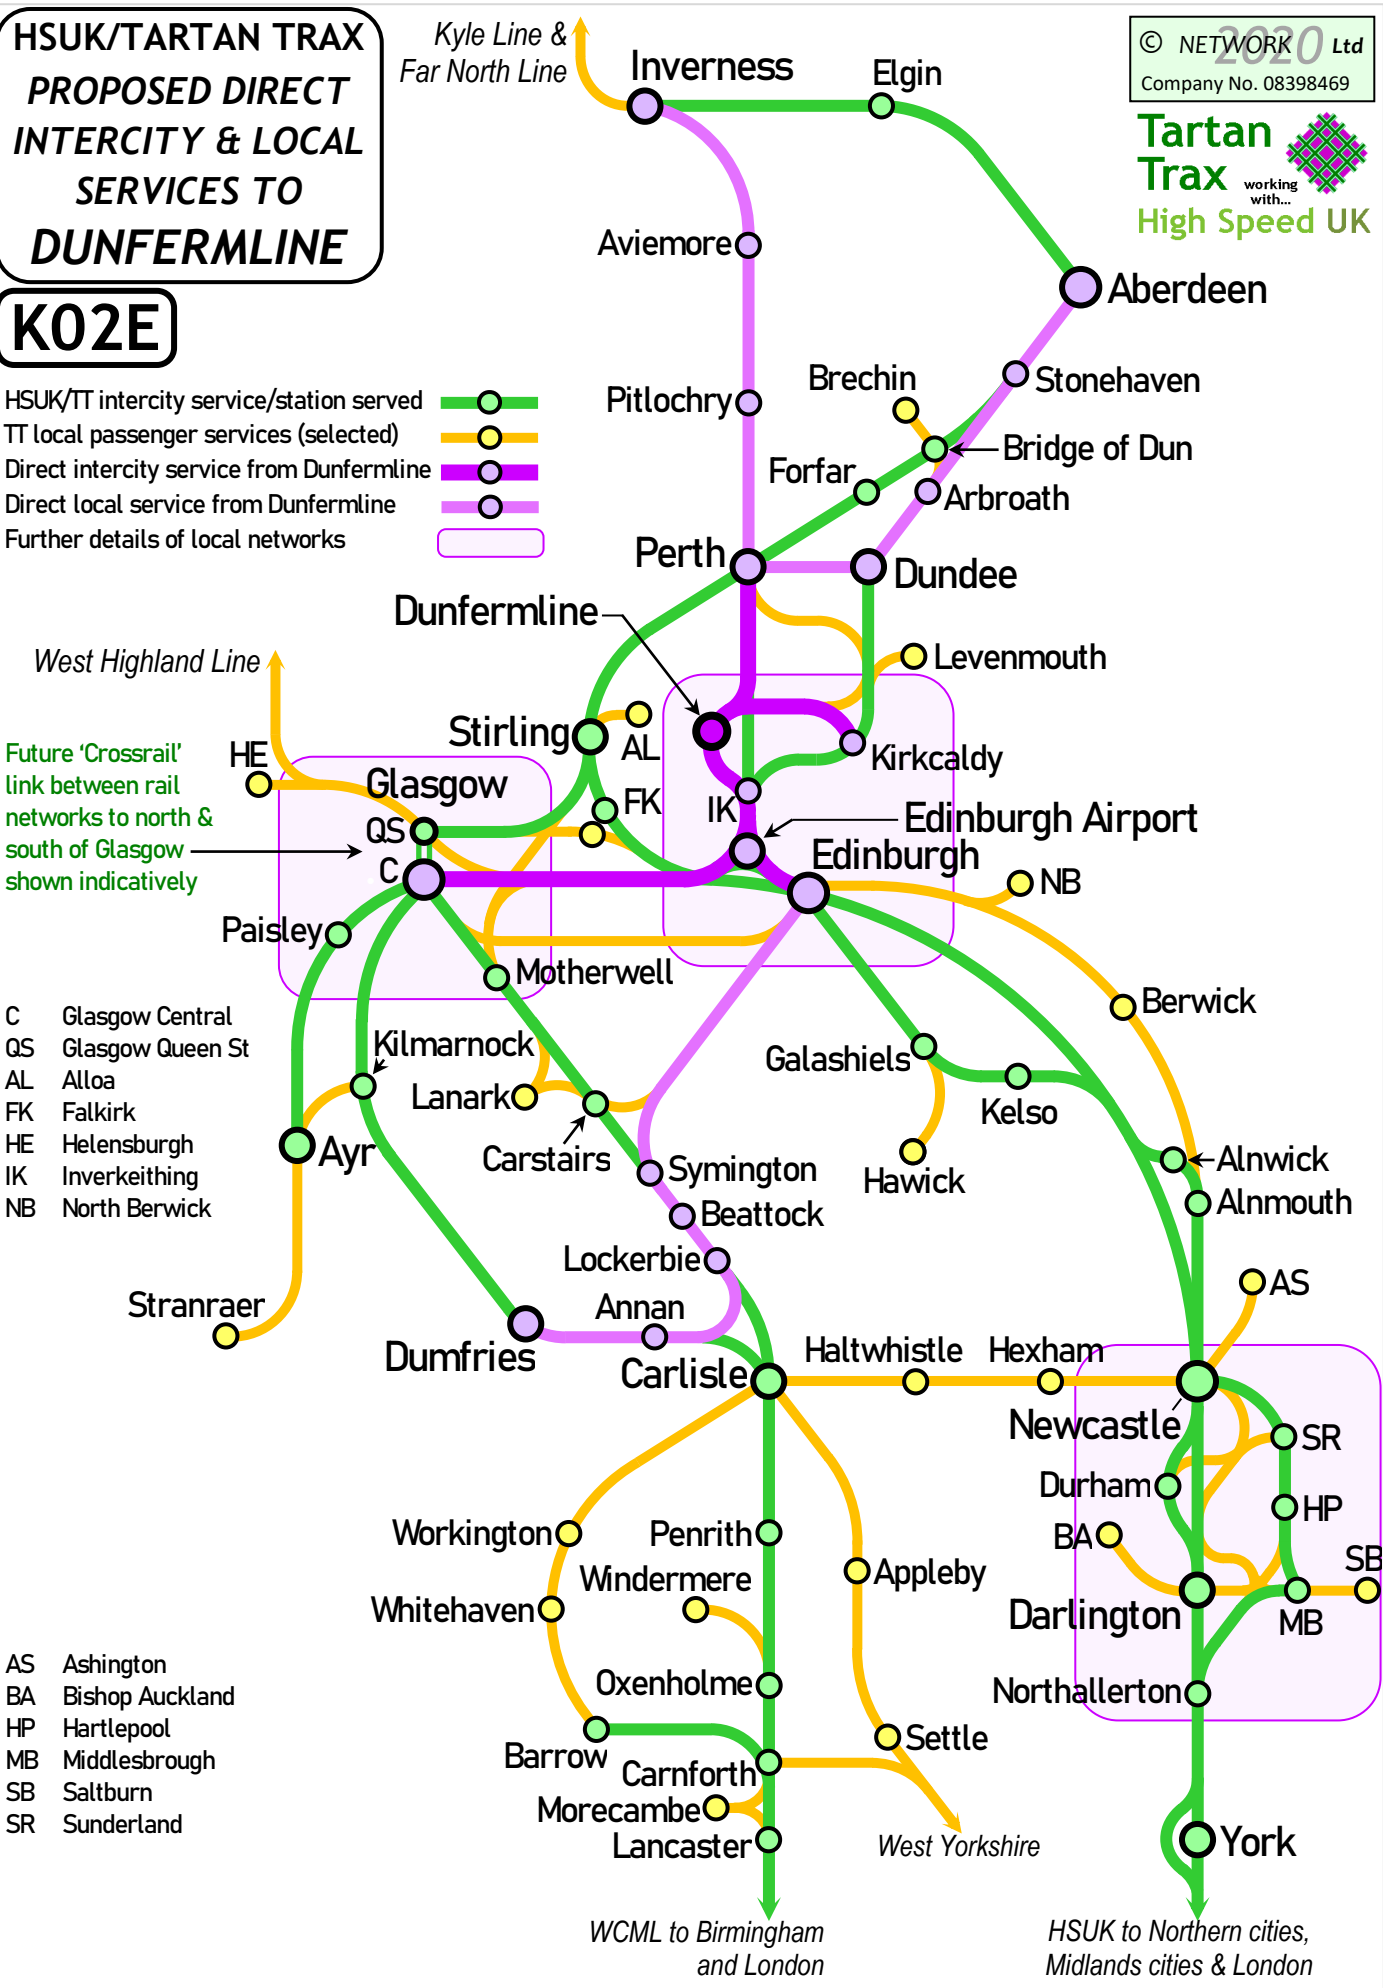 HSUK/TARTAN TRAX
PROPOSED DIRECT
INTERCITY & LOCAL
SERVICES TO
DUNFERMLINE
K02E
HSUK/TT intercity service/station served
TT local passenger services (selected)
Direct intercity service from Dunfermline
Direct local service from Dunfermline
Further details of local networks
© NETWORK 2020 Ltd
Company No. 08398469
Tartan
Trax
working
with...
High Speed UK
Kyle Line &
Far North Line
Inverness
Elgin
Aviemore
Aberdeen
Pitlochry
Brechin
Stonehaven
Bridge of Dun
Forfar
Arbroath
Perth
Dundee
Dunfermline
West Highland Line
Levenmouth
Stirling
AL
Kirkcaldy
HE
Glasgow
FK
IK
Edinburgh Airport
QS
Edinburgh
C
NB
Future ‘Crossrail’
link between rail
networks to north &
south of Glasgow
shown indicatively
Paisley
Motherwell
Berwick
C Glasgow Central
QS Glasgow Queen St
AL Alloa
FK Falkirk
HE Helensburgh
IK Inverkeithing
NB North Berwick
Kilmarnock
Galashiels
Lanark
Kelso
Ayr
Carstairs
Symington
Hawick
Alnwick
Beattock
Alnmouth
Lockerbie
AS
Stranraer
Annan
Dumfries
Carlisle
Haltwhistle
Hexham
Newcastle
SR
Durham
HP
Workington
Penrith
BA
Windermere
Appleby
SB
Whitehaven
Darlington
MB
Oxenholme
Northallerton
Barrow
Settle
Carnforth
Morecambe
Lancaster
West Yorkshire
York
AS Ashington
BA Bishop Auckland
HP Hartlepool
MB Middlesbrough
SB Saltburn
SR Sunderland
WCML to Birmingham
and London
HSUK to Northern cities,
Midlands cities & London